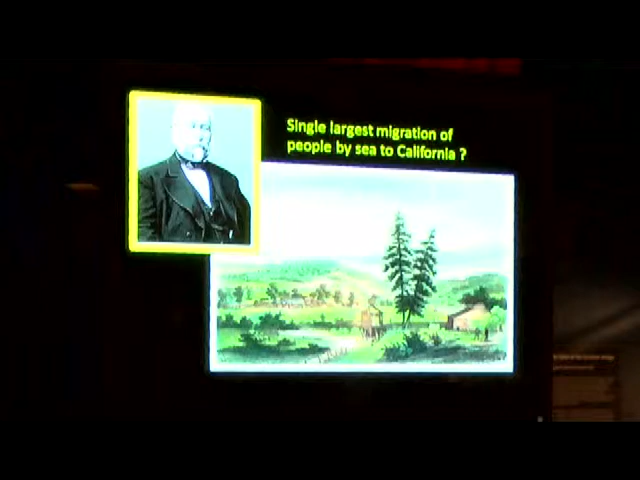 Single largest migration of
people by sea to California ?